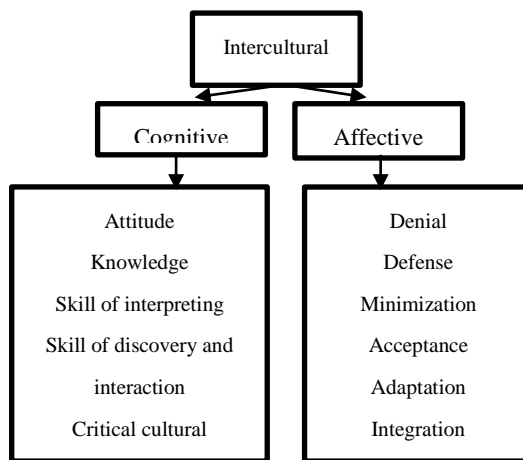 Intercultural
Cognitive
Affective
Attitude
Knowledge
Skill of interpreting
Skill of discovery and
interaction
Critical cultural
Denial
Defense
Minimization
Acceptance
Adaptation
Integration